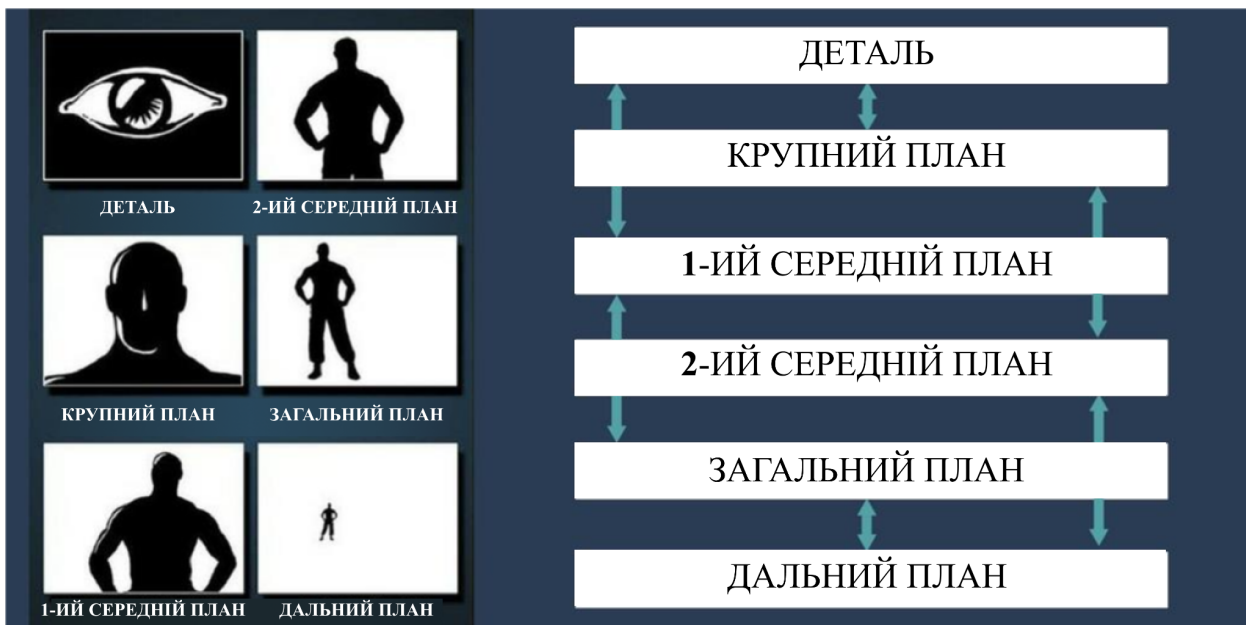 ДЕТАЛЬ
2-ИЙ СЕРЕДНІЙ ПЛАН
КРУПНИЙ ПЛАН
ЗАГАЛЬНИЙ ПЛАН
1-ИЙ СЕРЕДНІЙ ПЛАН
ДАЛЬНИЙ ПЛАН
ДЕТАЛЬ
КРУПНИЙ ПЛАН
1-ИЙ СЕРЕДНІЙ ПЛАН
2-ИЙ СЕРЕДНІЙ ПЛАН
ЗАГАЛЬНИЙ ПЛАН
ДАЛЬНИЙ ПЛАН